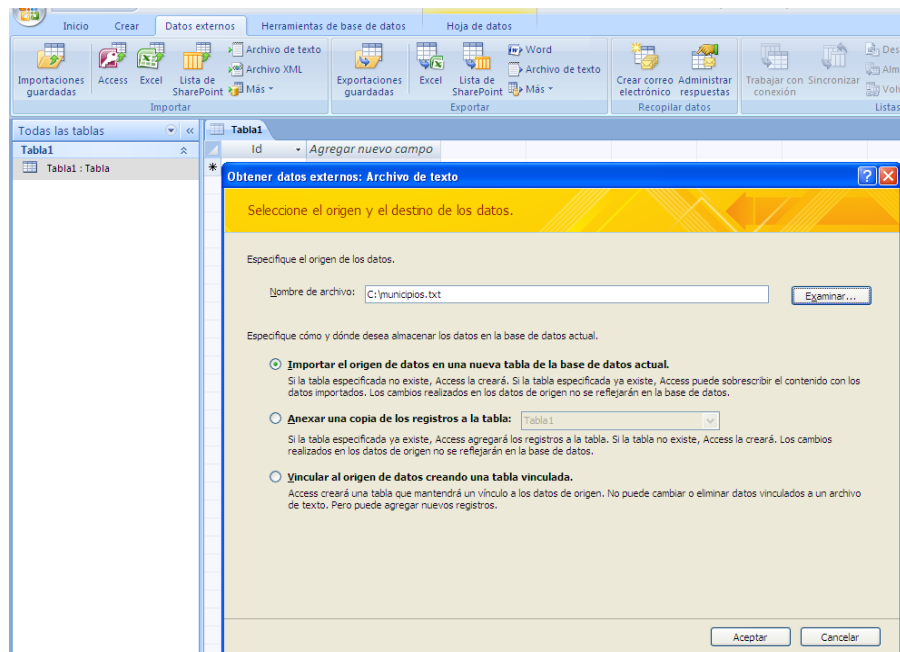 Inicio Crear Datos externos Herramientas de base de datos Hoja de datos
Importaciones guardadas
Access
Excel
Lista de SharePoint
Archivo de texto
Archivo XML
Más
Importar
Exportaciones guardadas
Excel
Lista de SharePoint
Word
Archivo de texto
Más
Exportar
Crear correo electrónico
Administrar respuestas
Recopilar datos
Trabajar con conexión
Sincronizar
Listas
Todas las tablas
Tabla1
Tabla1 : Tabla
Tabla1
Id Agregar nuevo campo
Obtener datos externos: Archivo de texto
Seleccione el origen y el destino de los datos.
Especifique el origen de los datos.
Nombre de archivo: C:\municipios.txt Examinar...
Especifique cómo y dónde desea almacenar los datos en la base de datos actual.
Importar el origen de datos en una nueva tabla de la base de datos actual.
Si la tabla especificada no existe, Access la creará. Si la tabla especificada ya existe, Access puede sobrescribir el contenido con los
datos importados. Los cambios realizados en los datos de origen no se reflejarán en la base de datos.
Anexar una copia de los registros a la tabla: Tabla1
Si la tabla especificada ya existe, Access agregará los registros a la tabla. Si la tabla no existe, Access la creará. Los cambios
realizados en los datos de origen no se reflejarán en la base de datos.
Vincular al origen de datos creando una tabla vinculada.
Access creará una tabla que mantendrá un vínculo a los datos de origen. No puede cambiar o eliminar datos vinculados a un archivo
de texto. Pero puede agregar nuevos registros.
Aceptar Cancelar